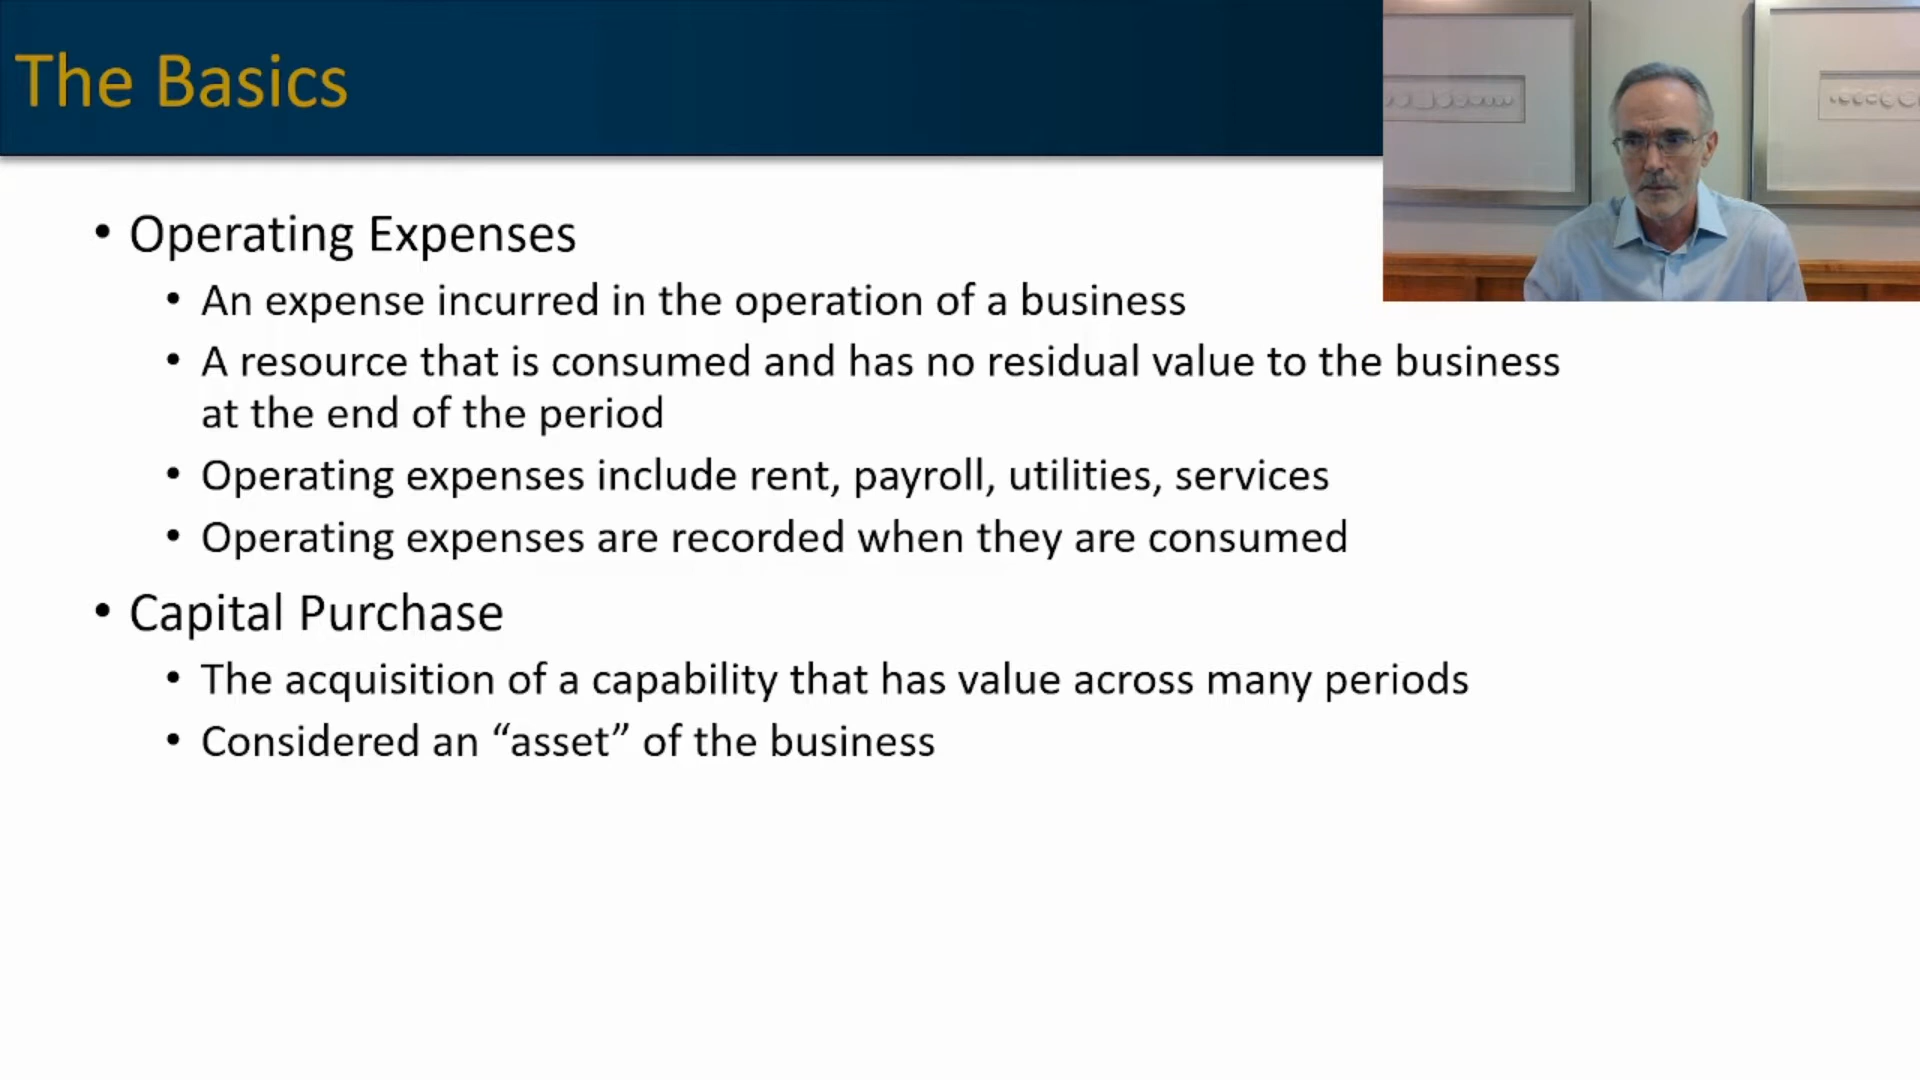 The Basics
• Operating Expenses
• An expense incurred in the operation of a business
• A resource that is consumed and has no residual value to the business
at the end of the period
• Operating expenses include rent, payroll, utilities, services
• Operating expenses are recorded when they are consumed
• Capital Purchase
• The acquisition of a capability that has value across many periods
• Considered an “asset” of the business